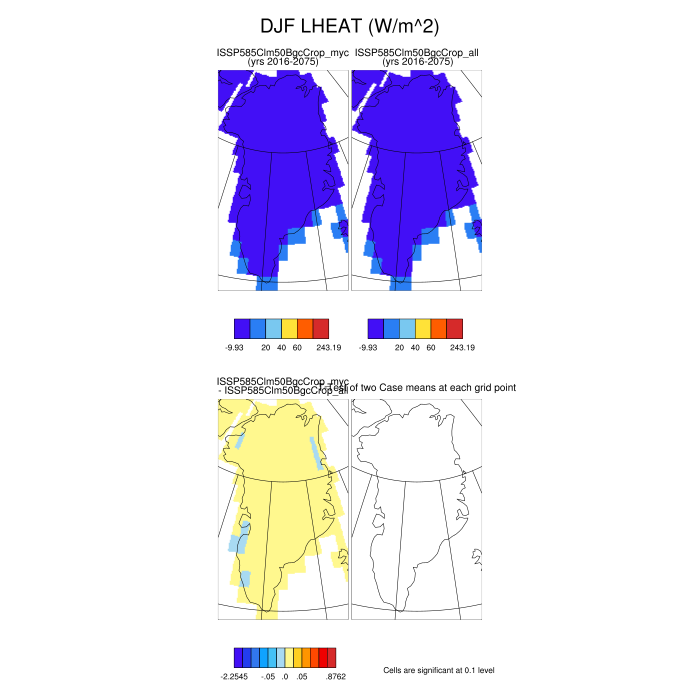 DJF LHEAT (W/m^2)
ISSP585Clm50BgcCrop_myc
(yrs 2016-2075)
ISSP585Clm50BgcCrop_all
(yrs 2016-2075)
-9.93 20 40 60 243.19
-9.93 20 40 60 243.19
ISSP585Clm50BgcCrop_myc
- ISSP585Clm50BgcCrop_all
of two Case means at each grid point
-2.2545 -.05 .0 .05 .8762
Cells are significant at 0.1 level